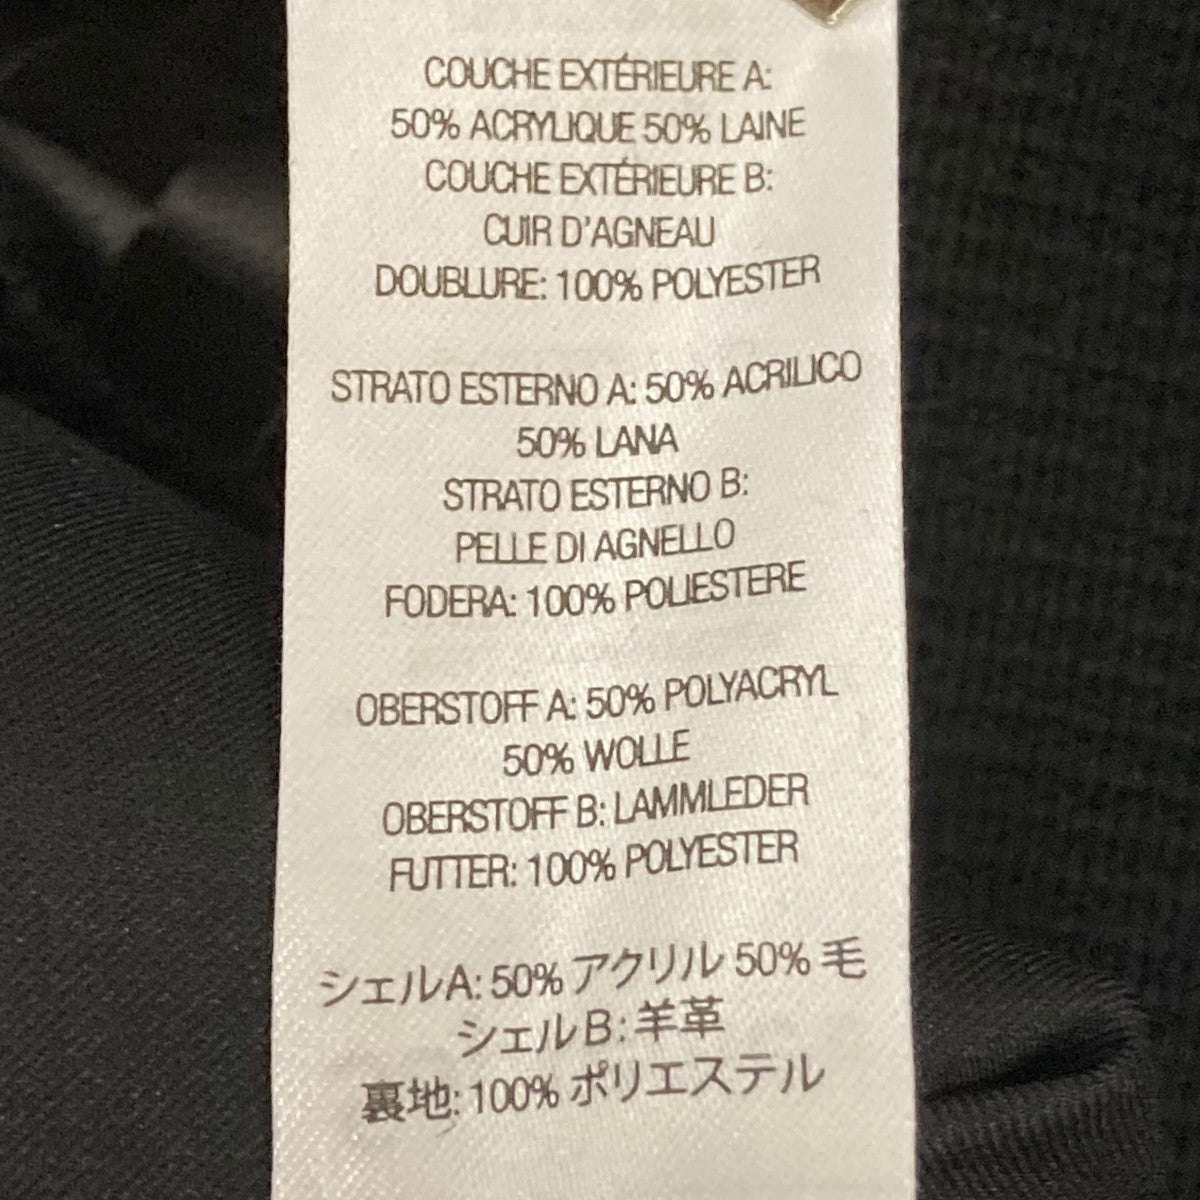 COUCHE EXTÉRIEURE A:
50% ACRYLIQUE 50% LAINE
COUCHE EXTÉRIEURE B:
CUIR D'AGNEAU
DOUBLURE: 100% POLYESTER
STRATO ESTERNO A: 50% ACRILICO
50% LANA
STRATO ESTERNO B:
PELLE DI AGNELLO
FODERA: 100% POLIESTERE
OBERSTOFF A: 50% POLYACRYL
50% WOLLE
OBERSTOFF B: LAMMLEDER
FUTTER: 100% POLYESTER
シェルA: 50% アクリル 50% 毛
シェルB: 羊革
裏地: 100% ポリエステル